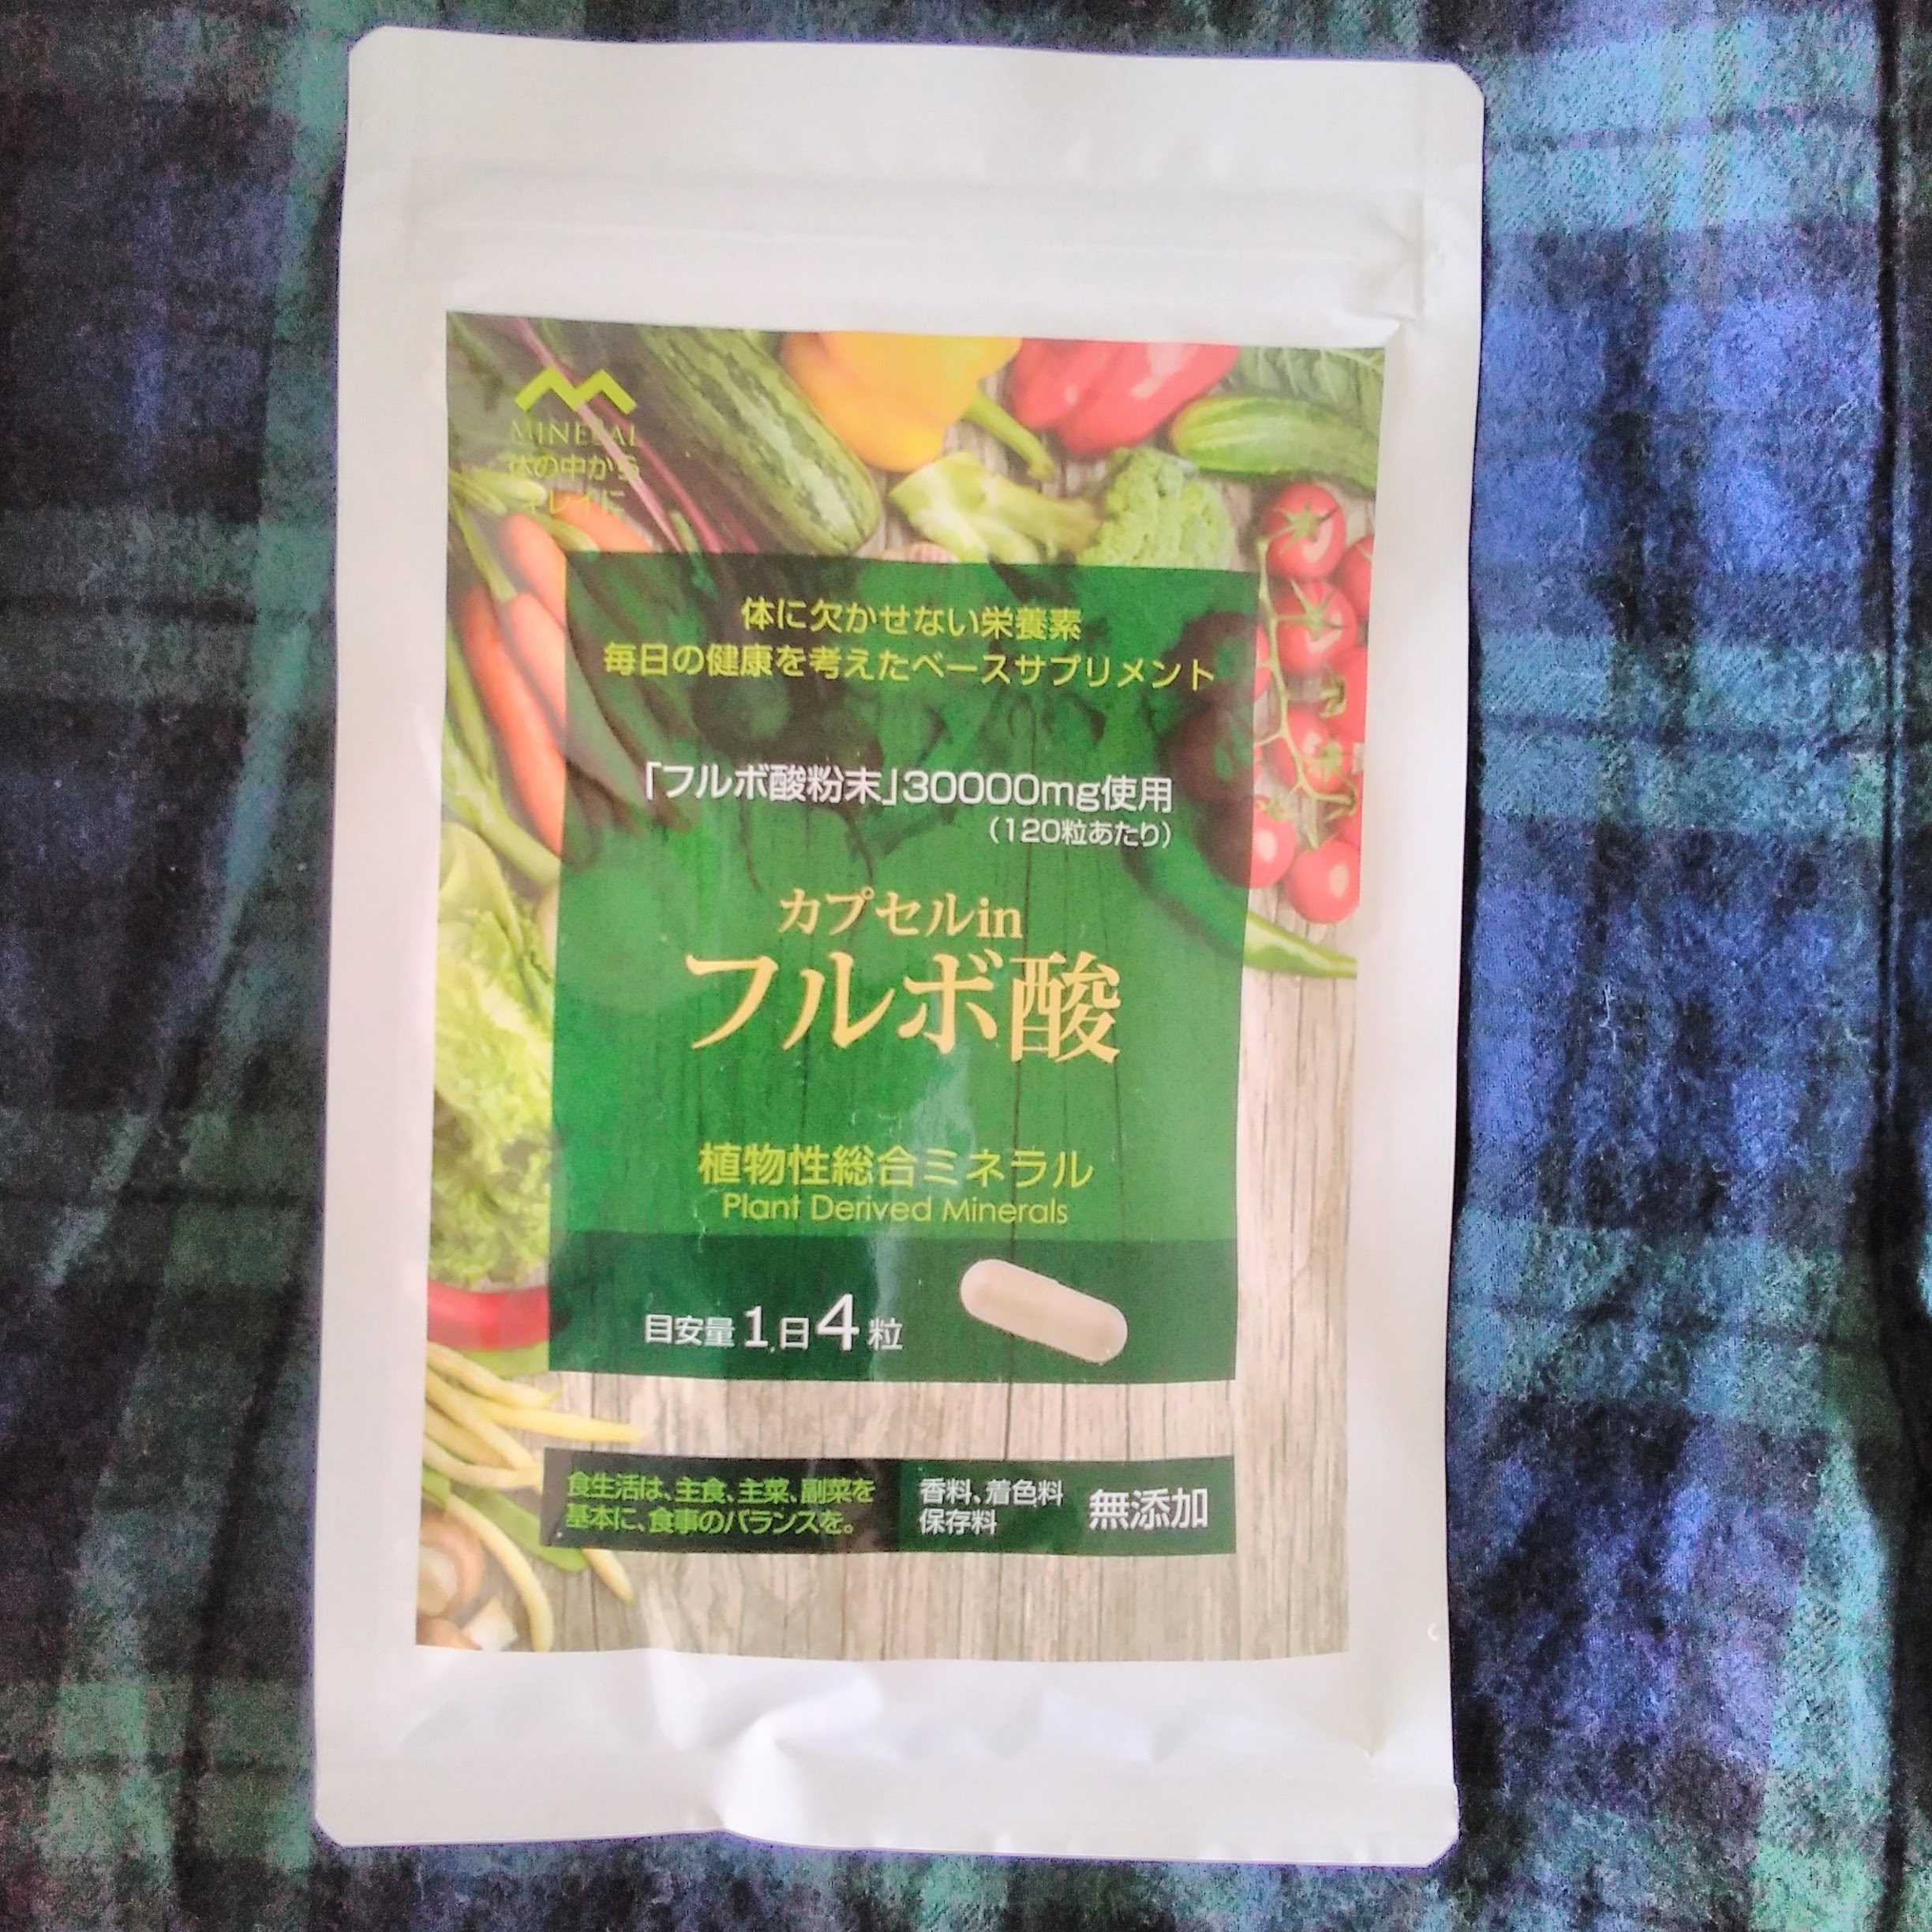 MINERAL
体の中から
キレイに
体に欠かせない栄養素
毎日の健康を考えたベースサプリメント
「フルボ酸粉末」30000mg使用
（120粒あたり）
カプセルin
フルボ酸
植物性総合ミネラル
Plant Derived Minerals
目安量1日4粒
食生活は、主食、主菜、副菜を
基本に、食事のバランスを。
香料、着色料
保存料
無添加